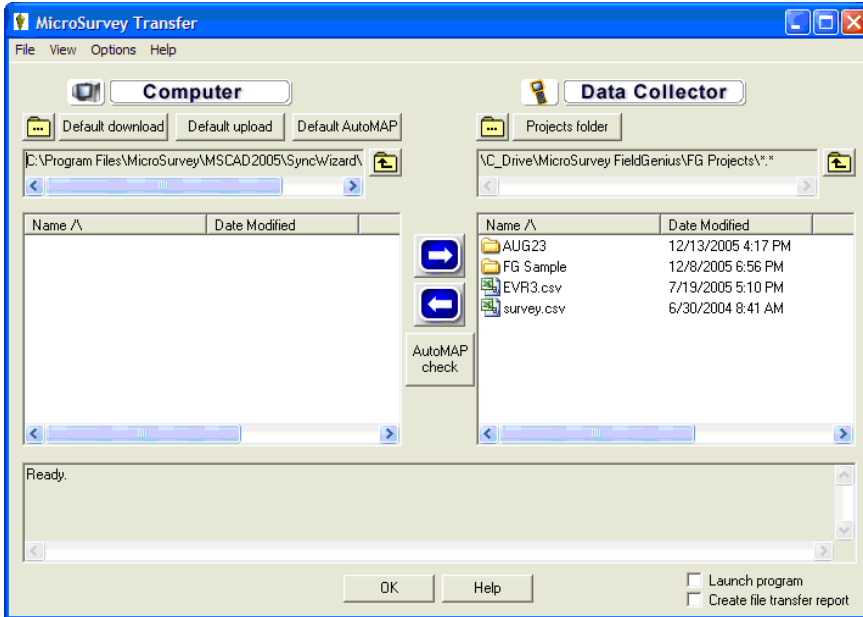 MicroSurvey Transfer
File View Options Help
Computer
Default download Default upload Default AutoMAP
C:\Program Files\MicroSurvey\MSCAD2005\SyncWizard\
Name /\ Date Modified
Data Collector
Projects folder
\C_Drive\MicroSurvey FieldGenius\FG Projects\*.*
Name /\ Date Modified
AUG23 12/13/2005 4:17 PM
FG Sample 12/8/2005 6:56 PM
EVR3.csv 7/19/2005 5:10 PM
survey.csv 6/30/2004 8:41 AM
AutoMAP
check
Ready.
OK Help
Launch program
Create file transfer report